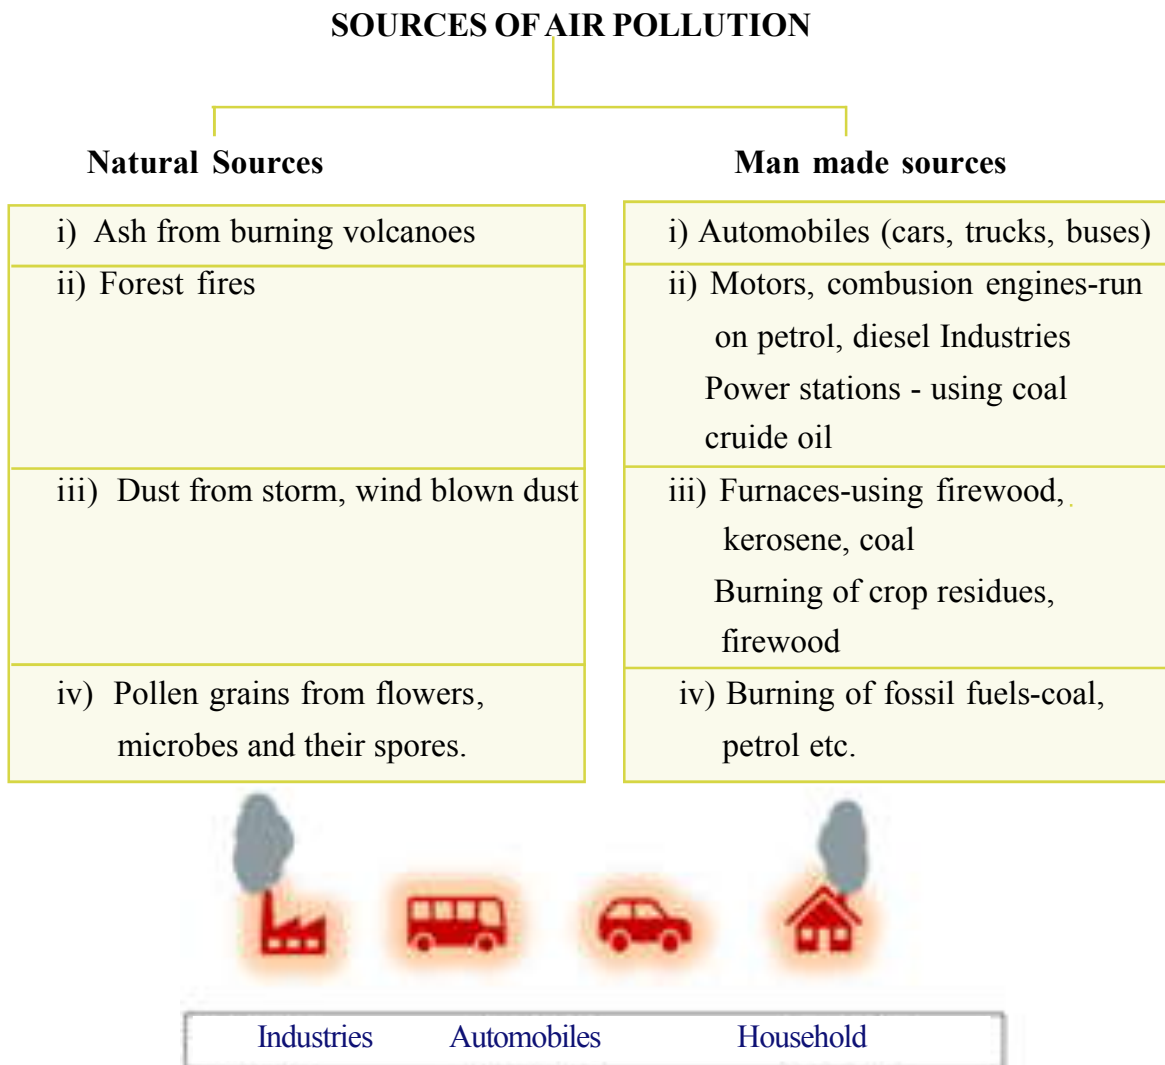 SOURCES OF AIR POLLUTION
Natural Sources
i) Ash from burning volcanoes
ii) Forest fires
iii) Dust from storm, wind blown dust
iv) Pollen grains from flowers,
microbes and their spores.
Man made sources
i) Automobiles (cars, trucks, buses)
ii) Motors, combusion engines-run
on petrol, diesel Industries
Power stations - using coal
cruide oil
iii) Furnaces-using firewood,
kerosene, coal
Burning of crop residues,
firewood
iv) Burning of fossil fuels-coal,
petrol etc.
Industries Automobiles Household